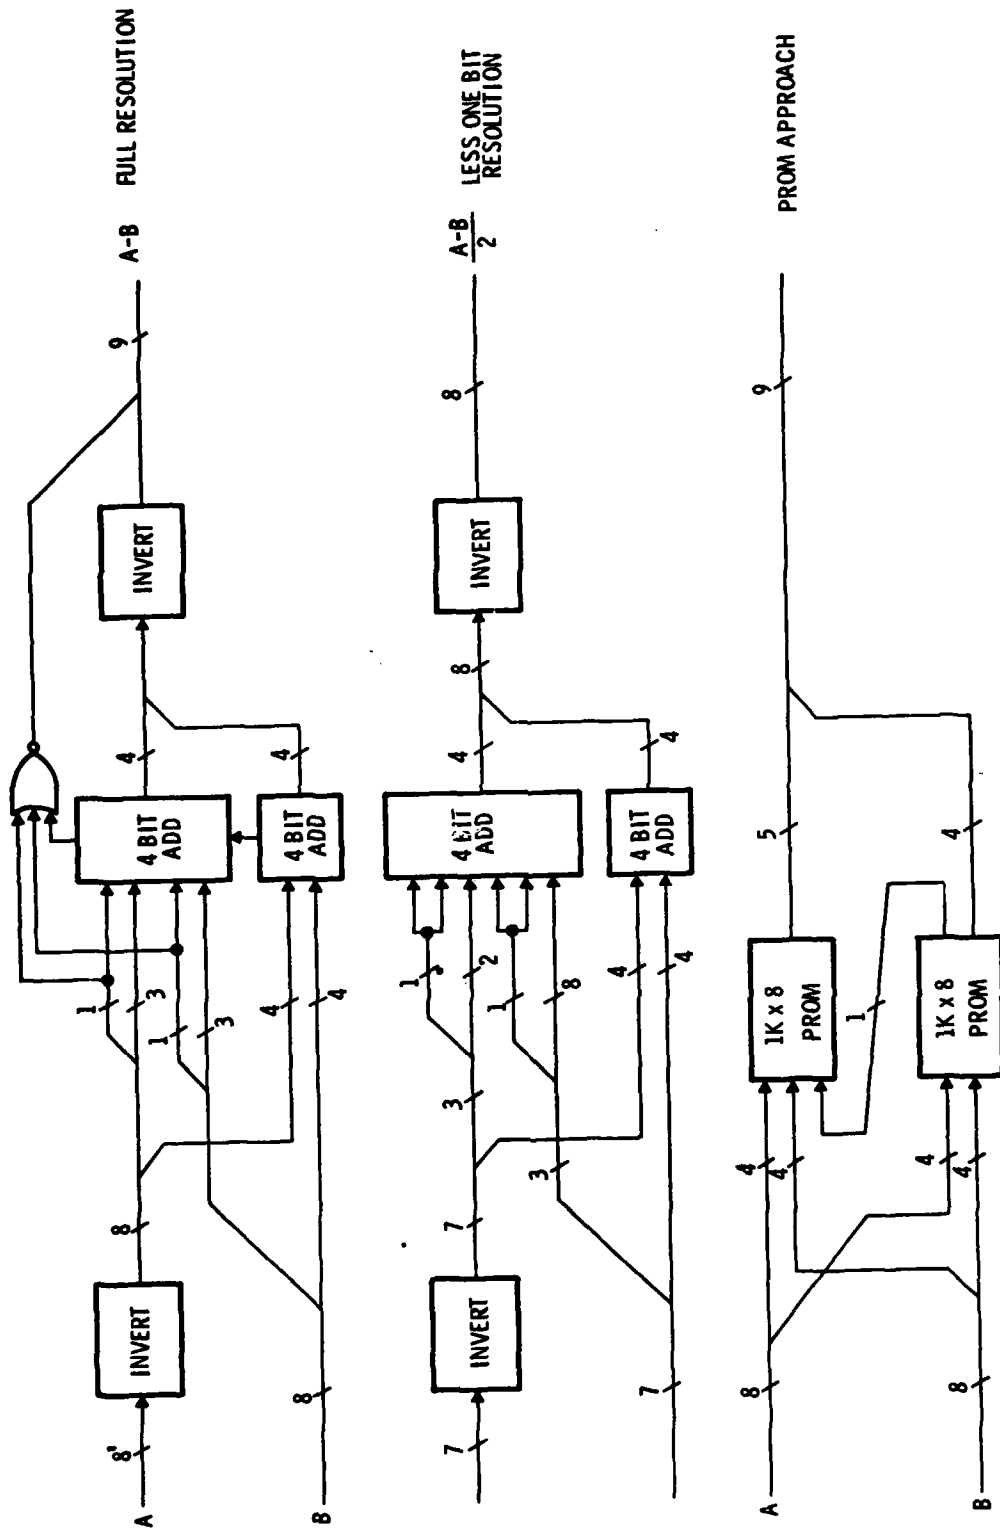 FULL RESOLUTION
A-B
9
INVERT
4
4
4 BIT
ADD
4 BIT
ADD
1
3
1
3
4
4
8
INVERT
8'
A
8
B
LESS ONE BIT
RESOLUTION
A-B
2
8
INVERT
8
4
4
4 BIT
ADD
4 BIT
ADD
1
2
1
8
4
4
3
3
7
INVERT
7
7
PROM APPROACH
9
5
4
1K x 8
PROM
1
1K x 8
PROM
4
4
4
4
8
A
8
B